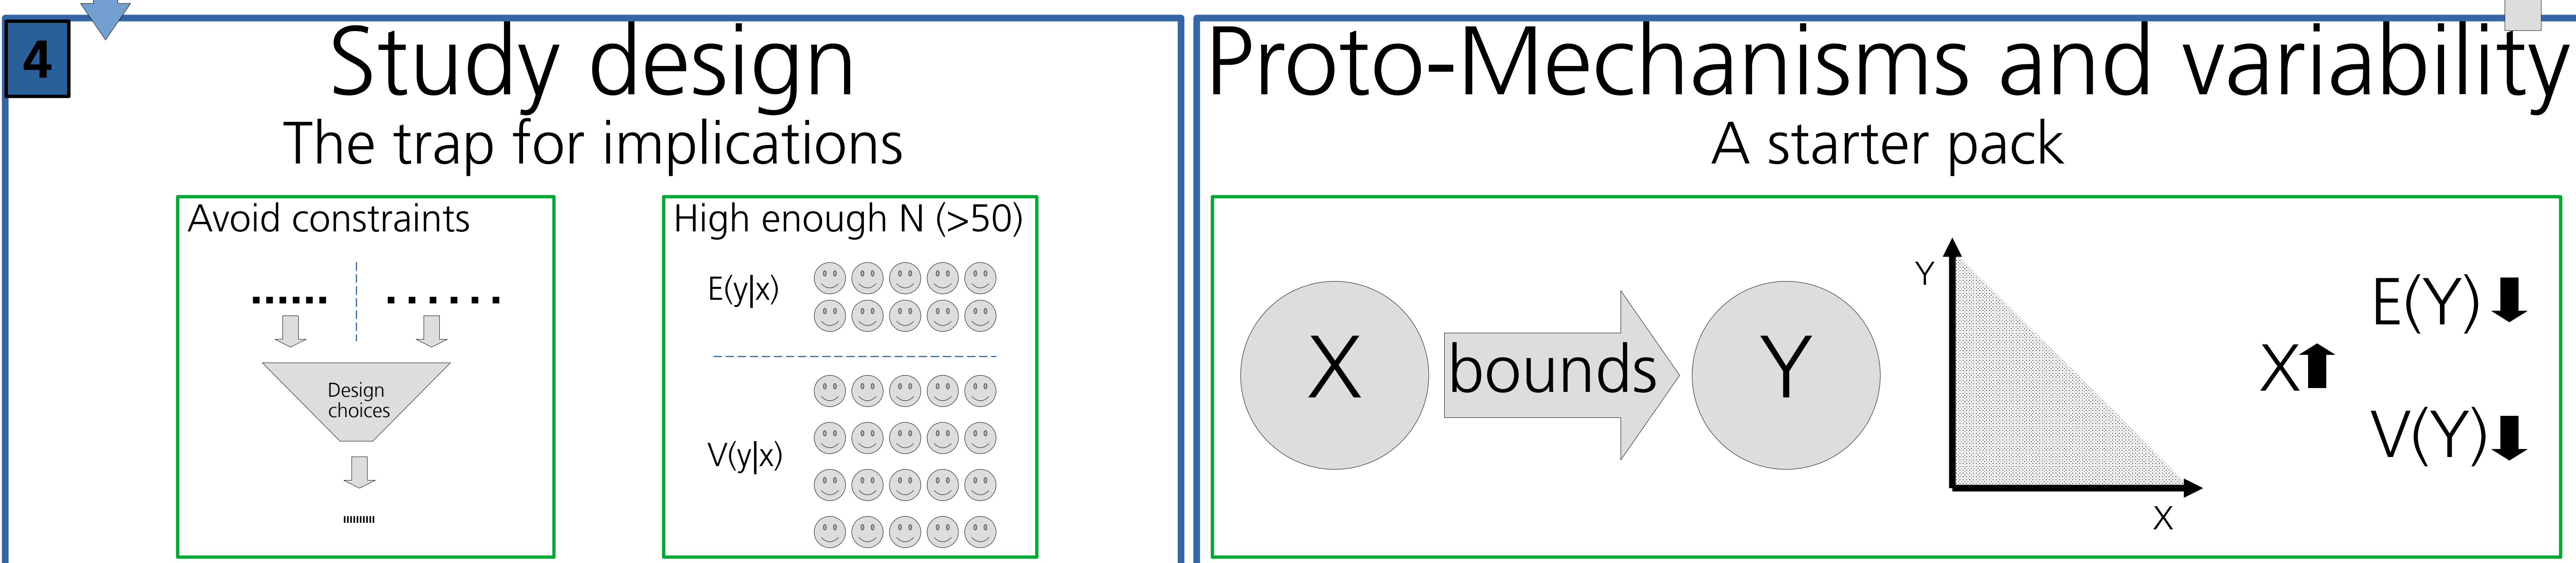 4
Study design
The trap for implications
Avoid constraints
Design
choices
High enough N (>50)
E(y|x)
V(y|x)
Proto-Mechanisms and variability
A starter pack
X
bounds
Y
Y
X
X
E(Y)
V(Y)